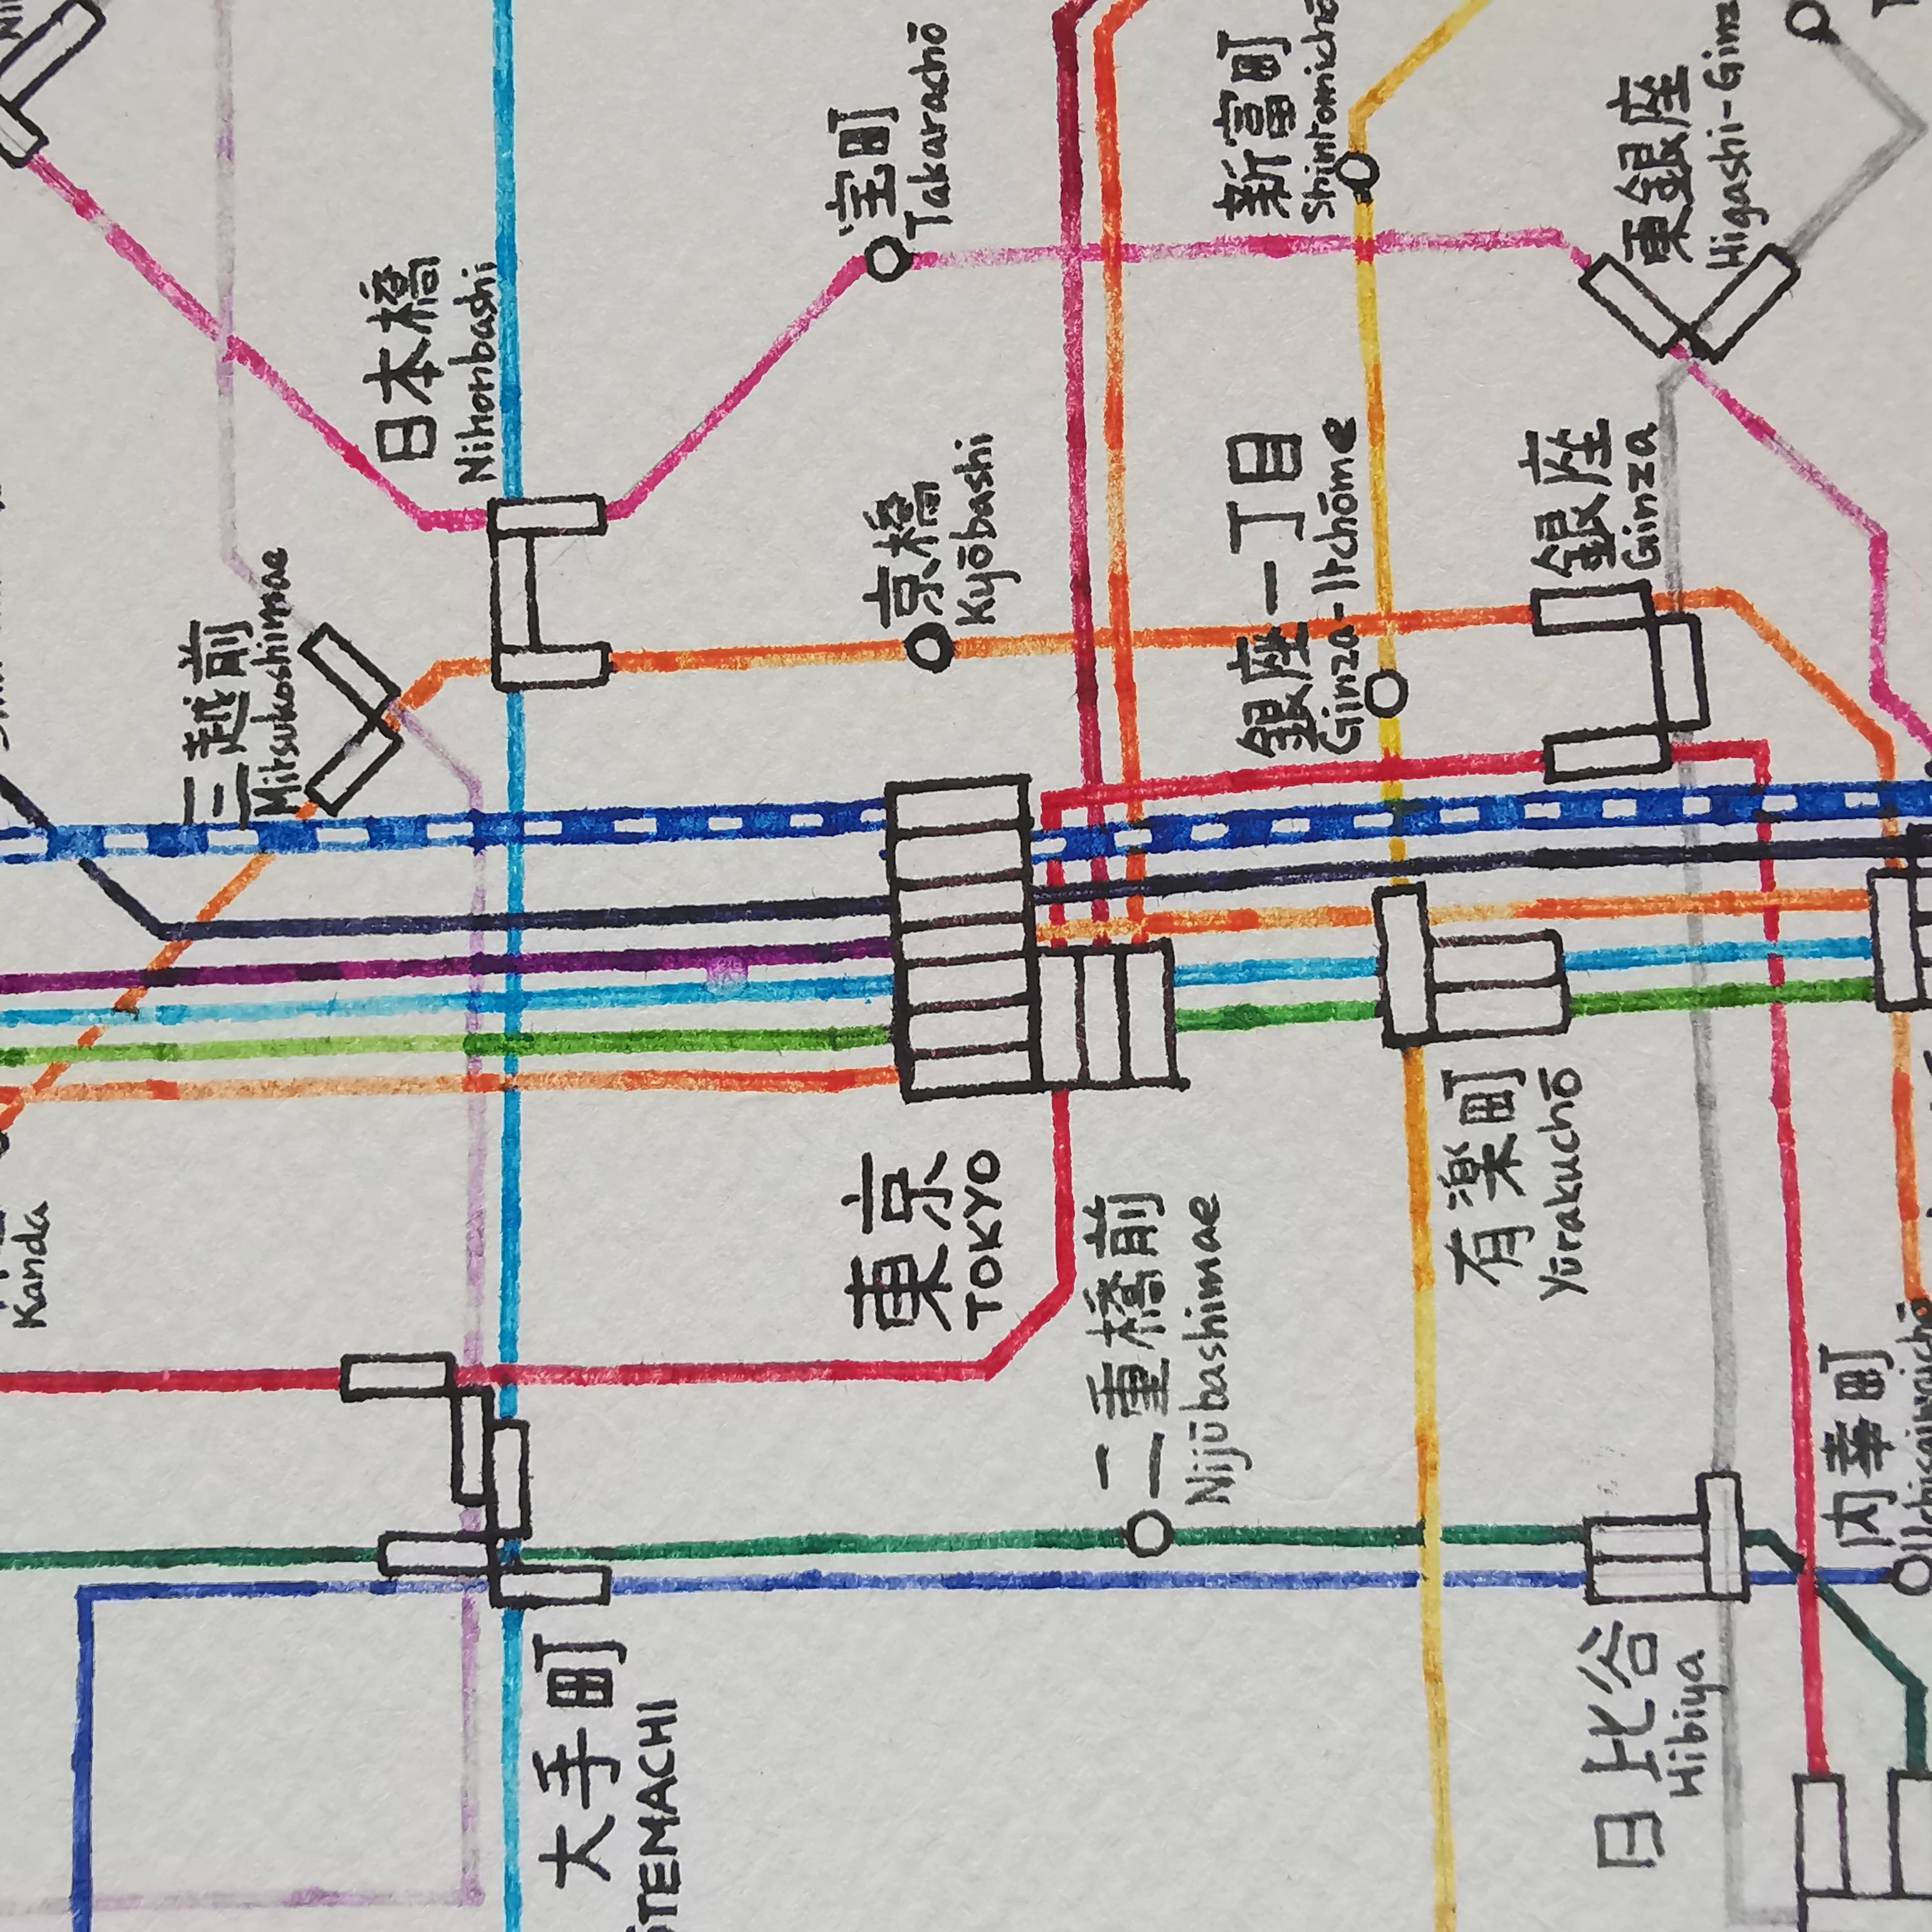 Kanda
三越前
Mitsukoshimae
日本橋
Nihonbashi
大手町
ŌTEMACHI
東京
TOKYO
京橋
Kyōbashi
宝町
Takarachō
二重橋前
Nijūbashimae
銀座一丁目
Ginza-Itchōme
新富町
Shintomichō
有楽町
Yūrakuchō
銀座
Ginza
日比谷
Hibiya
東銀座
Higashi-Ginz
内幸町
Uchisaiwaichō